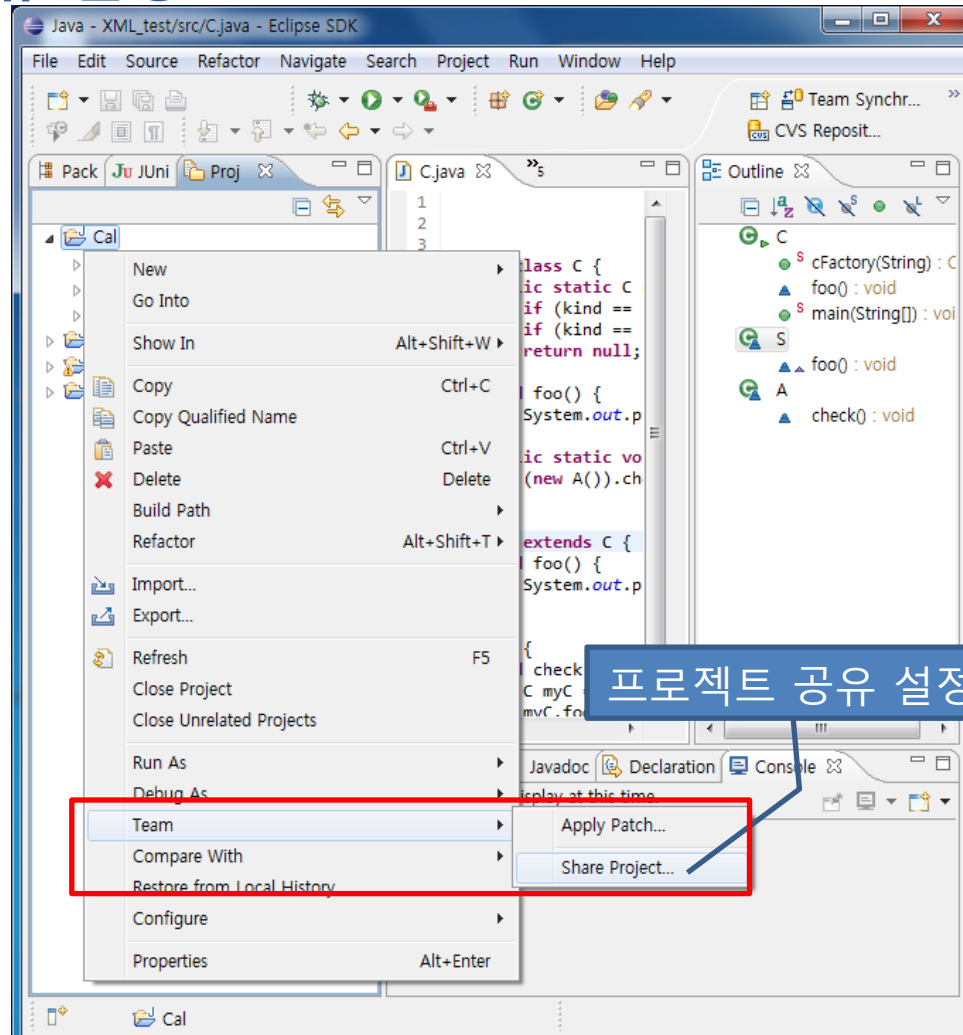 Java - XML_test/src/C.java - Eclipse SDK
File Edit Source Refactor Navigate Search Project Run Window Help
Team Synchr...
CVS Reposit...
Pack JUni Proj
C.java
5
Outline
1
2
3
Cal
New
Go Into
Show In Alt+Shift+W
Copy Ctrl+C
Copy Qualified Name
Paste Ctrl+V
Delete Delete
Build Path
Refactor Alt+Shift+T
Import...
Export...
Refresh F5
Close Project
Close Unrelated Projects
Run As
Debug As
Team
Compare With
Restore from Local History
Configure
Properties Alt+Enter
class C {
static C
if (kind ==
if (kind ==
return null;
foo() {
System.out.p
static vo
(new A()).ch
extends C {
foo() {
System.out.p
{
check
C myC =
myC.fo
C
cFactory(String) : C
foo() : void
main(String[]) : voi
S
foo() : void
A
check() : void
프로젝트 공유 설정
Javadoc Declaration Console
display at this time.
Apply Patch...
Share Project...
Cal